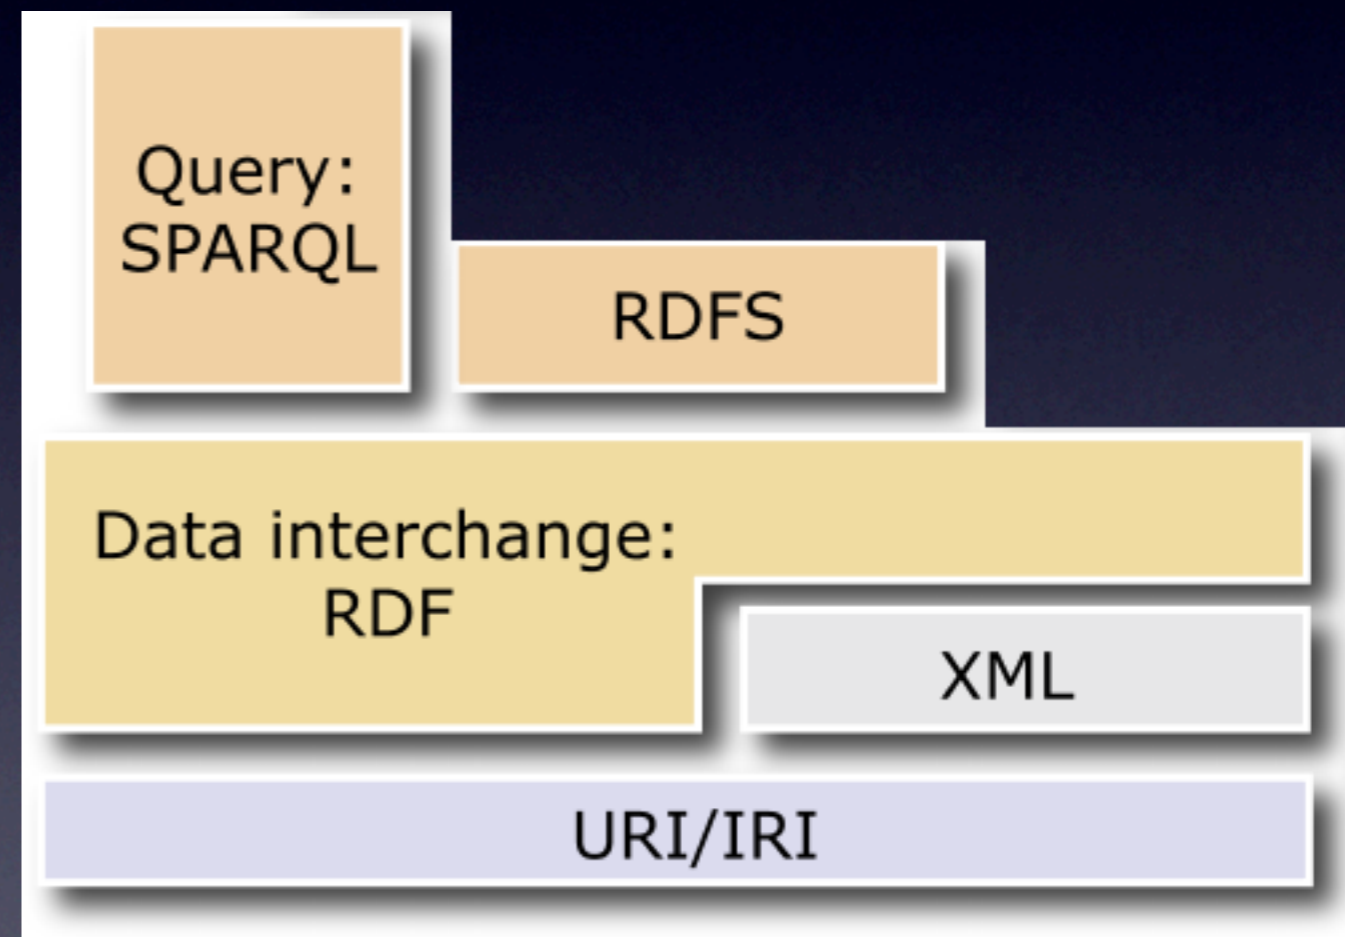 Query:
SPARQL
RDFS
Data interchange:
RDF
XML
URI/IRI